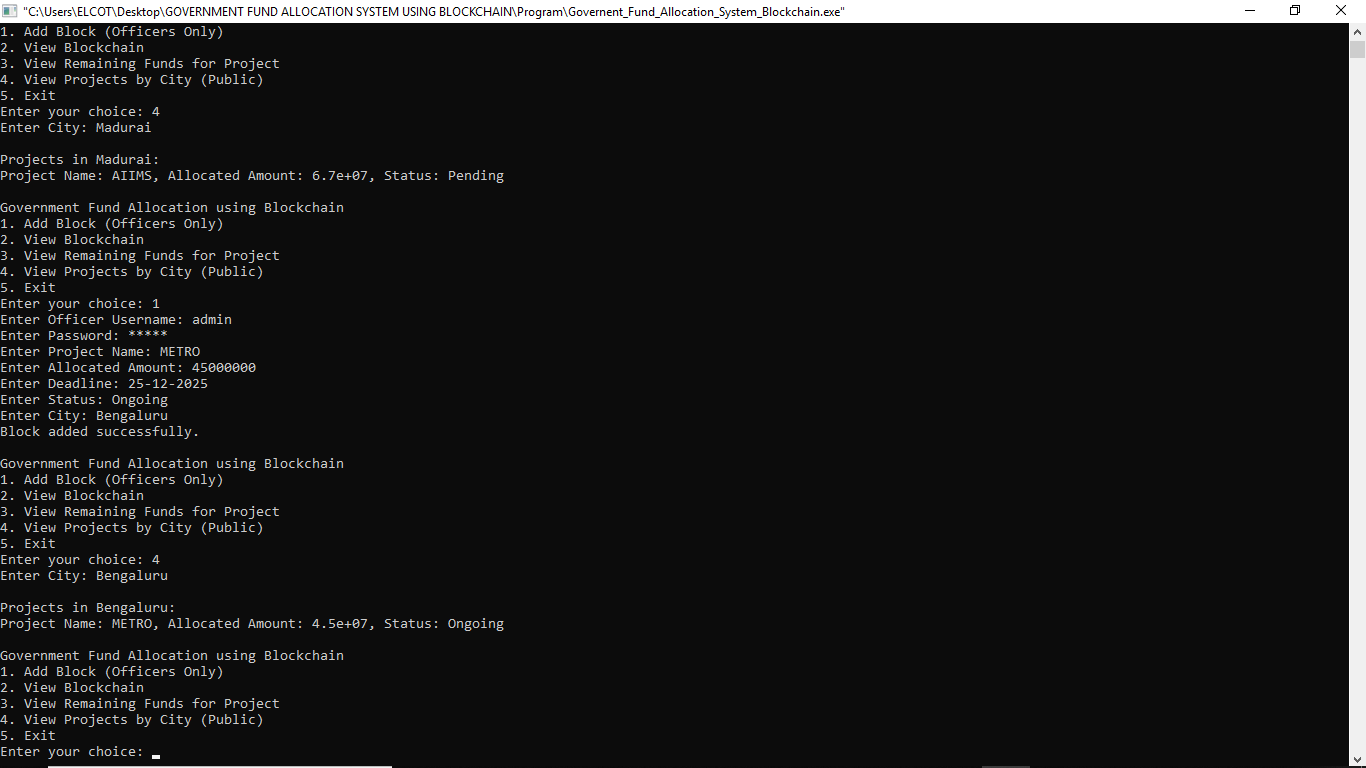 "C:\Users\ELCOT\Desktop\GOVERNMENT FUND ALLOCATION SYSTEM USING BLOCKCHAIN\Program\Governent_Fund_Allocation_System_Blockchain.exe"
1. Add Block (Officers Only)
2. View Blockchain
3. View Remaining Funds for Project
4. View Projects by City (Public)
5. Exit
Enter your choice: 4
Enter City: Madurai

Projects in Madurai:
Project Name: AIIMS, Allocated Amount: 6.7e+07, Status: Pending

Government Fund Allocation using Blockchain
1. Add Block (Officers Only)
2. View Blockchain
3. View Remaining Funds for Project
4. View Projects by City (Public)
5. Exit
Enter your choice: 1
Enter Officer Username: admin
Enter Password: *****
Enter Project Name: METRO
Enter Allocated Amount: 45000000
Enter Deadline: 25-12-2025
Enter Status: Ongoing
Enter City: Bengaluru
Block added successfully.

Government Fund Allocation using Blockchain
1. Add Block (Officers Only)
2. View Blockchain
3. View Remaining Funds for Project
4. View Projects by City (Public)
5. Exit
Enter your choice: 4
Enter City: Bengaluru

Projects in Bengaluru:
Project Name: METRO, Allocated Amount: 4.5e+07, Status: Ongoing

Government Fund Allocation using Blockchain
1. Add Block (Officers Only)
2. View Blockchain
3. View Remaining Funds for Project
4. View Projects by City (Public)
5. Exit
Enter your choice: